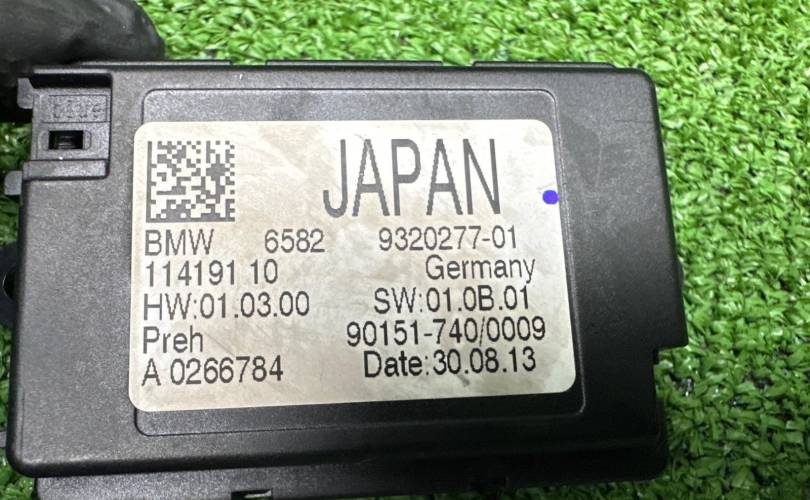 blue
JAPAN
BMW 6582 9320277-01
114191 10 Germany
HW:01.03.00 SW:01.0B.01
Preh 90151-740/0009
A 0266784 Date:30.08.13